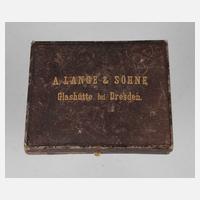 A. LANGE & SÖHNE
Glashütte bei Dresden.